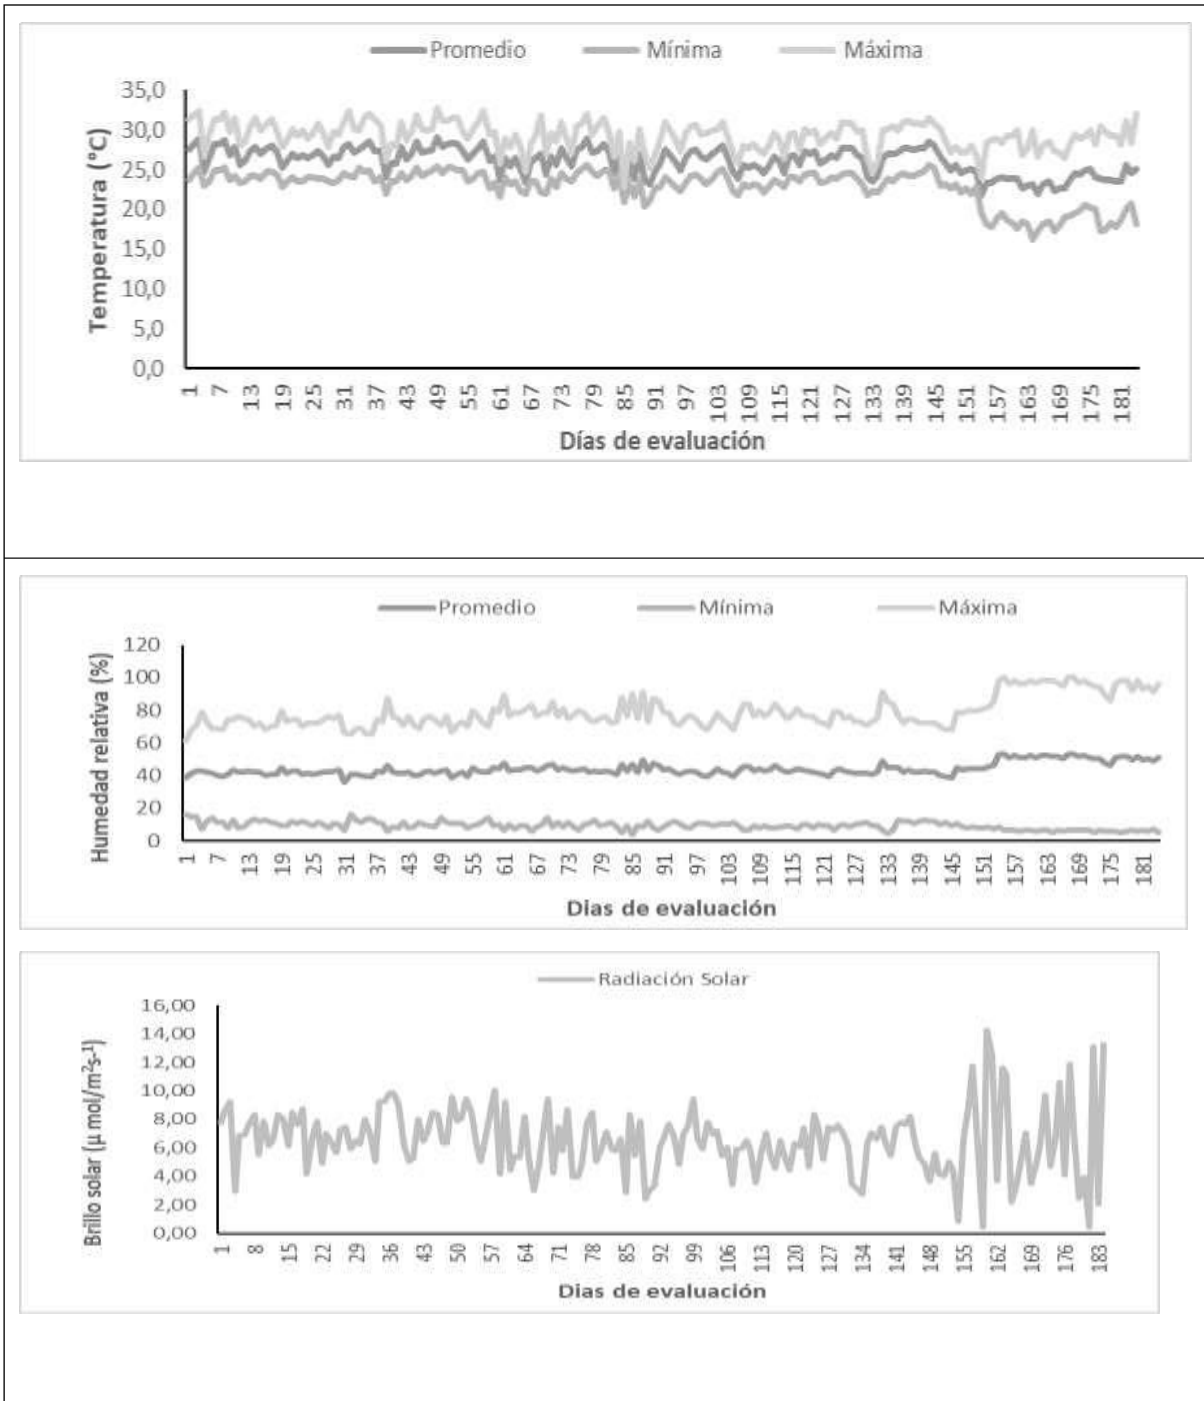 Promedio Mínima Máxima
35,0
30,0
25,0
20,0
15,0
10,0
5,0
0,0
Temperatura (°C)
1 7 13 19 25 31 37 43 49 55 61 67 73 79 85 91 97 103 109 115 121 127 133 139 145 151 157 163 169 175 181
Días de evaluación
Promedio Mínima Máxima
120
100
80
60
40
20
0
Humedad relativa (%)
1 7 13 19 25 31 37 43 49 55 61 67 73 79 85 91 97 103 109 115 121 127 133 139 145 151 157 163 169 175 181
Dias de evaluación
Radiación Solar
16,00
14,00
12,00
10,00
8,00
6,00
4,00
2,00
0,00
Brillo solar (µ mol/m²s-¹)
1 8 15 22 29 36 43 50 57 64 71 78 85 92 99 106 113 120 127 134 141 148 155 162 169 176 183
Dias de evaluación